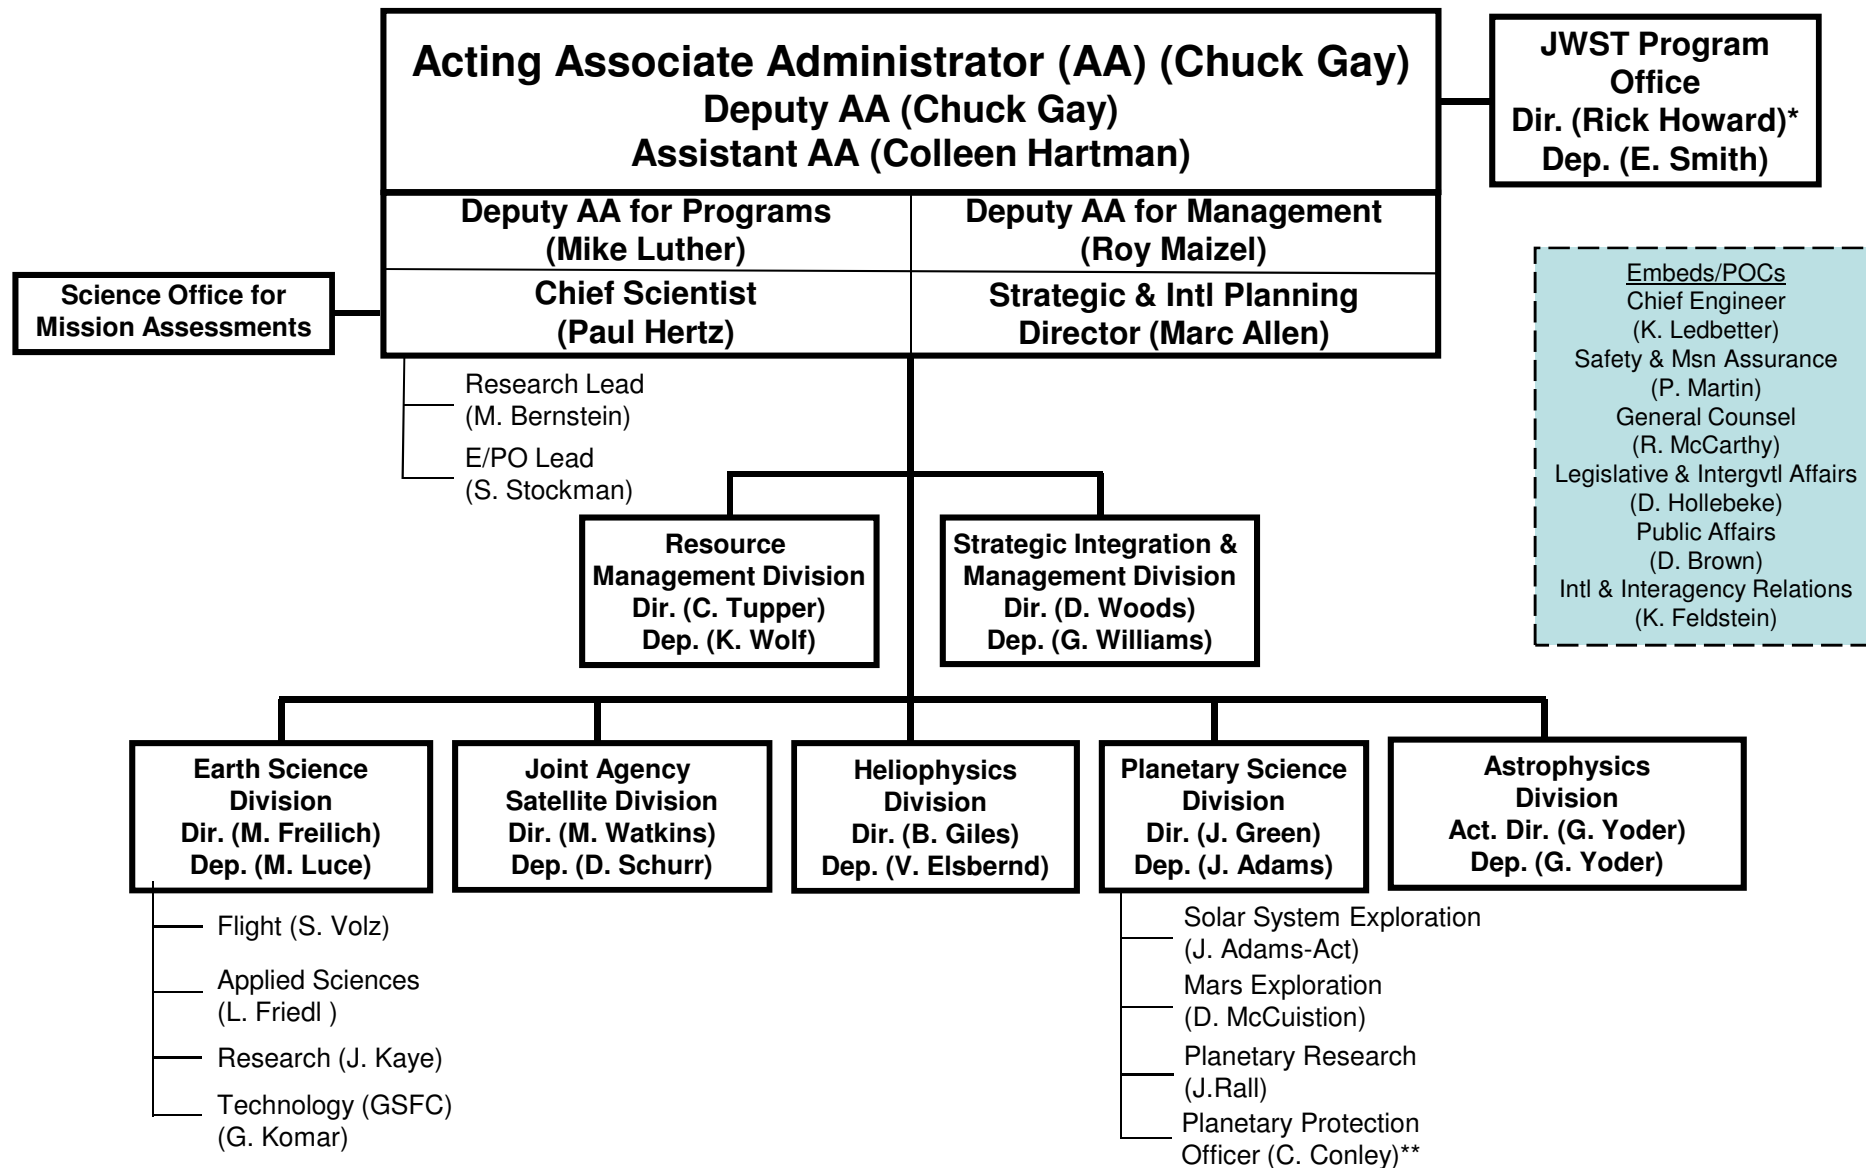 Acting Associate Administrator (AA) (Chuck Gay)
Deputy AA (Chuck Gay)
Assistant AA (Colleen Hartman)
JWST Program
Office
Dir. (Rick Howard)*
Dep. (E. Smith)
Deputy AA for Programs
(Mike Luther)
Deputy AA for Management
(Roy Maizel)
Chief Scientist
(Paul Hertz)
Strategic & Intl Planning
Director (Marc Allen)
Science Office for
Mission Assessments
Embeds/POCs
Chief Engineer
(K. Ledbetter)
Safety & Msn Assurance
(P. Martin)
General Counsel
(R. McCarthy)
Legislative & Intergvtl Affairs
(D. Hollebeke)
Public Affairs
(D. Brown)
Intl & Interagency Relations
(K. Feldstein)
Research Lead
(M. Bernstein)
E/PO Lead
(S. Stockman)
Resource
Management Division
Dir. (C. Tupper)
Dep. (K. Wolf)
Strategic Integration &
Management Division
Dir. (D. Woods)
Dep. (G. Williams)
Earth Science
Division
Dir. (M. Freilich)
Dep. (M. Luce)
Joint Agency
Satellite Division
Dir. (M. Watkins)
Dep. (D. Schurr)
Heliophysics
Division
Dir. (B. Giles)
Dep. (V. Elsbernd)
Planetary Science
Division
Dir. (J. Green)
Dep. (J. Adams)
Astrophysics
Division
Act. Dir. (G. Yoder)
Dep. (G. Yoder)
Flight (S. Volz)
Applied Sciences
(L. Friedl )
Research (J. Kaye)
Technology (GSFC)
(G. Komar)
Solar System Exploration
(J. Adams-Act)
Mars Exploration
(D. McCuistion)
Planetary Research
(J.Rall)
Planetary Protection
Officer (C. Conley)**